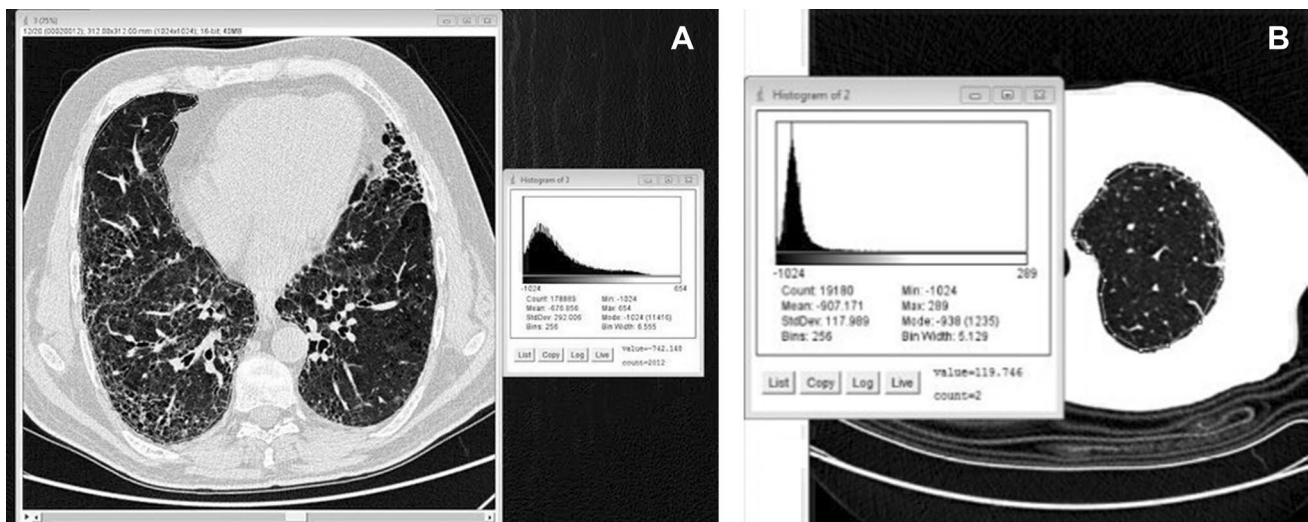 3 (75%)
12/20 (00020012); 312.00x312.00 mm (1024x1024); 16-bit; 40MB
A
Histogram of 2
-1024 654
Count: 178889 Min: -1024
Mean: -676.856 Max: 654
StdDev: 292.006 Mode: -1024 (11416)
Bins: 256 Bin Width: 6.555
List Copy Log Live value=-742.148
count=2012
B
Histogram of 2
-1024 289
Count: 19180 Min: -1024
Mean: -907.171 Max: 289
StdDev: 117.989 Mode: -938 (1235)
Bins: 256 Bin Width: 5.129
List Copy Log Live value=119.746
count=2